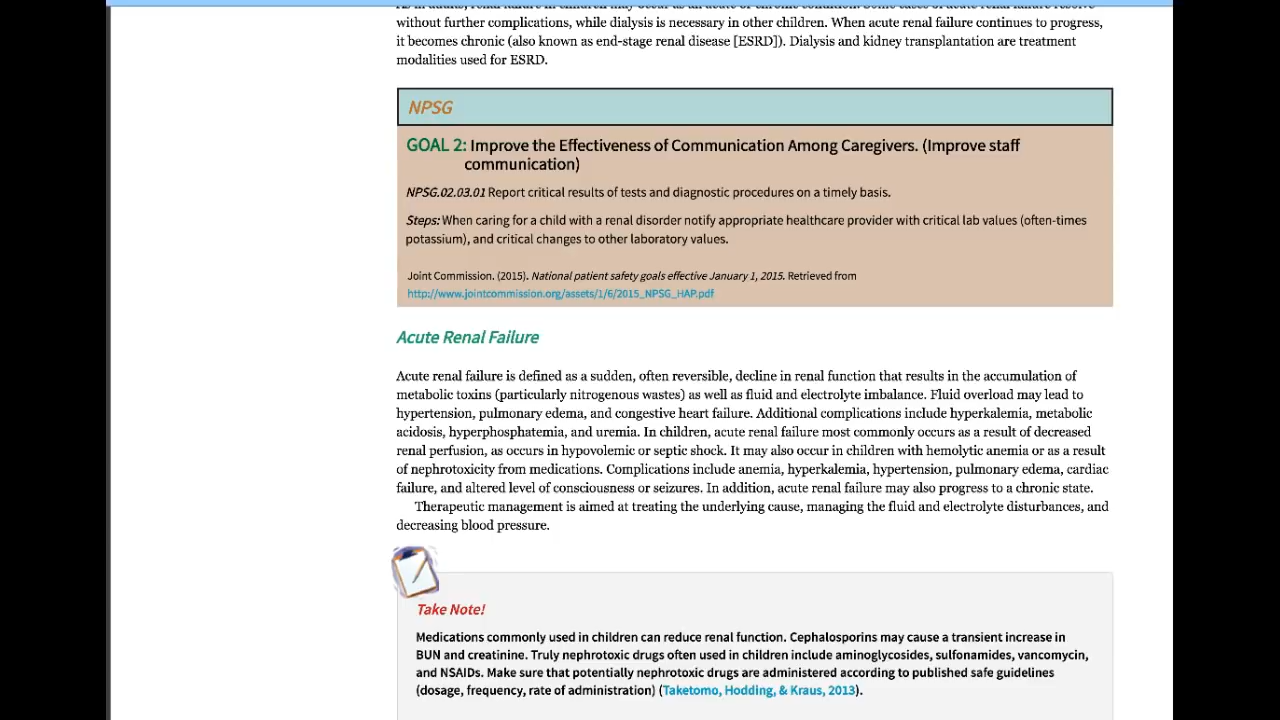 without further complications, while dialysis is necessary in other children. When acute renal failure continues to progress,
it becomes chronic (also known as end-stage renal disease [ESRD]). Dialysis and kidney transplantation are treatment
modalities used for ESRD.
NPSG
GOAL 2: Improve the Effectiveness of Communication Among Caregivers. (Improve staff
communication)
NPSG.02.03.01 Report critical results of tests and diagnostic procedures on a timely basis.
Steps: When caring for a child with a renal disorder notify appropriate healthcare provider with critical lab values (often-times
potassium), and critical changes to other laboratory values.
Joint Commission. (2015). National patient safety goals effective January 1, 2015. Retrieved from
http://www.jointcommission.org/assets/1/6/2015_NPSG_HAP.pdf
Acute Renal Failure
Acute renal failure is defined as a sudden, often reversible, decline in renal function that results in the accumulation of
metabolic toxins (particularly nitrogenous wastes) as well as fluid and electrolyte imbalance. Fluid overload may lead to
hypertension, pulmonary edema, and congestive heart failure. Additional complications include hyperkalemia, metabolic
acidosis, hyperphosphatemia, and uremia. In children, acute renal failure most commonly occurs as a result of decreased
renal perfusion, as occurs in hypovolemic or septic shock. It may also occur in children with hemolytic anemia or as a result
of nephrotoxicity from medications. Complications include anemia, hyperkalemia, hypertension, pulmonary edema, cardiac
failure, and altered level of consciousness or seizures. In addition, acute renal failure may also progress to a chronic state.
Therapeutic management is aimed at treating the underlying cause, managing the fluid and electrolyte disturbances, and
decreasing blood pressure.
Take Note!
Medications commonly used in children can reduce renal function. Cephalosporins may cause a transient increase in
BUN and creatinine. Truly nephrotoxic drugs often used in children include aminoglycosides, sulfonamides, vancomycin,
and NSAIDs. Make sure that potentially nephrotoxic drugs are administered according to published safe guidelines
(dosage, frequency, rate of administration) (Taketomo, Hodding, & Kraus, 2013).